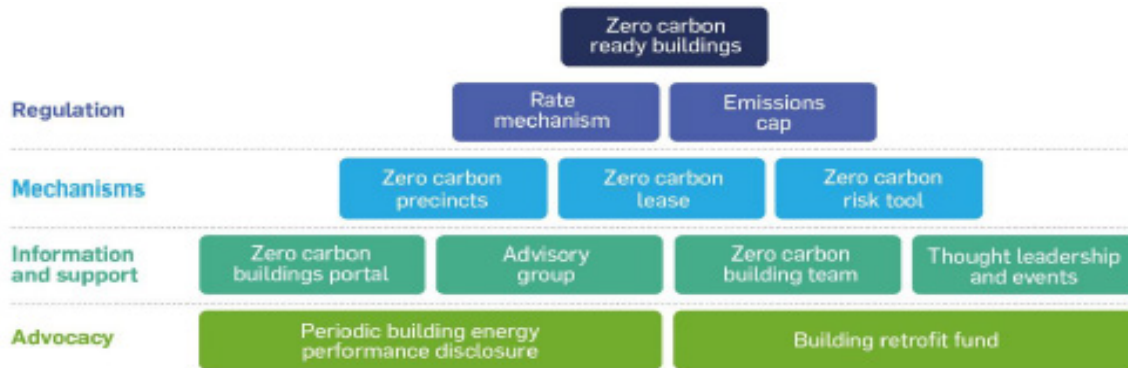 Zero carbon
ready buildings
Regulation
Rate
mechanism
Emissions
cap
Mechanisms
Zero carbon
precincts
Zero carbon
lease
Zero carbon
risk tool
Information
and support
Zero carbon
buildings portal
Advisory
group
Zero carbon
building team
Thought leadership
and events
Advocacy
Periodic building energy
performance disclosure
Building retrofit fund